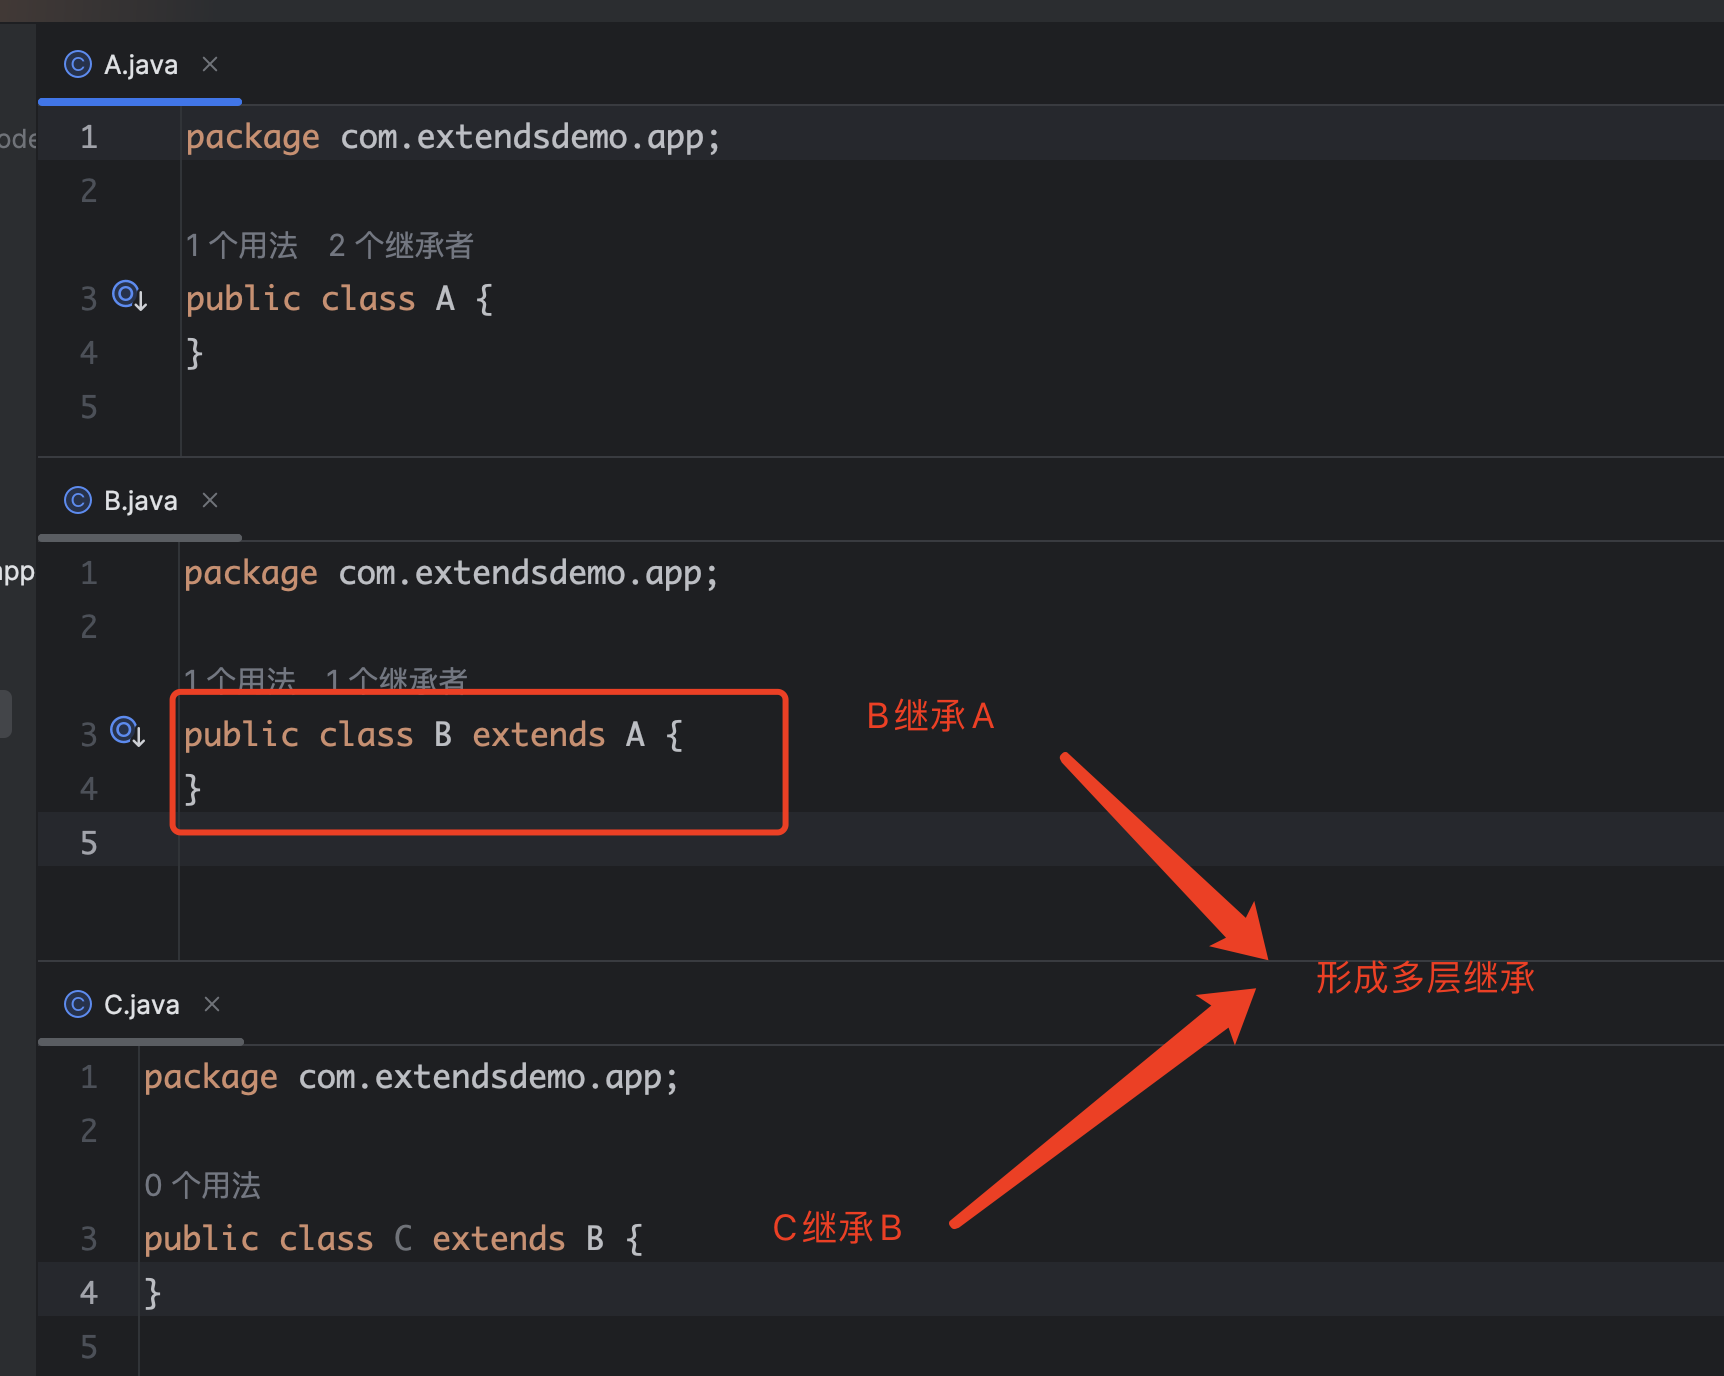 A.java
ode
1 package com.extendsdemo.app;
2
1 个用法 2 个继承者
3 public class A {
4 }
5
B.java
app
1 package com.extendsdemo.app;
2
1 个用法 1 个继承者
3 public class B extends A {
4 }
5
B继承A
形成多层继承
C.java
1 package com.extendsdemo.app;
2
0 个用法
3 public class C extends B {
C继承B
4 }
5